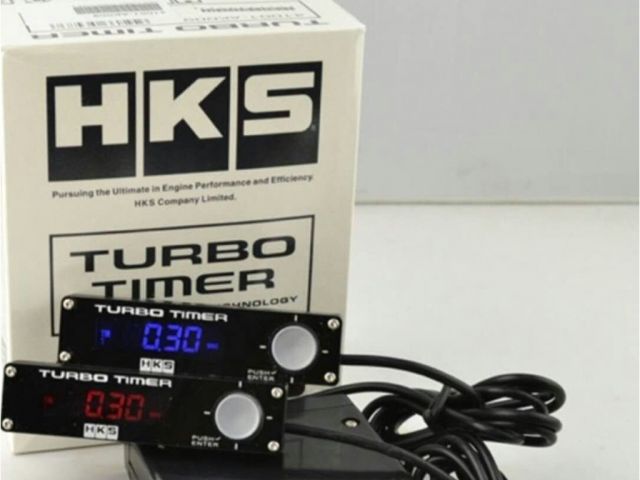 HKS
Pursuing the Ultimate in Engine Performance and Efficiency.
HKS Company Limited.
TURBO
TIMER
TURBO TIMER
0.30
HKS
PUSH
ENTER
TURBO TIMER
0.30
HKS
PUSH
ENTER